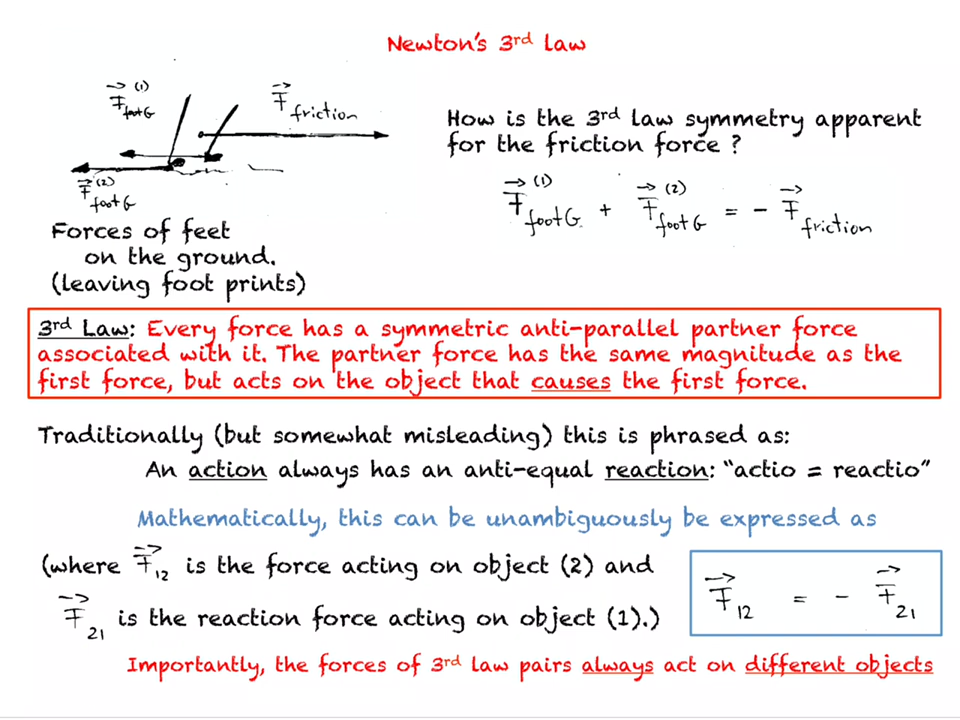 Newton's 3rd law
F⃗ footG (1)
F⃗ friction
F⃗ footG (2)
Forces of feet
on the ground.
(leaving foot prints)
How is the 3rd law symmetry apparent
for the friction force ?
F⃗ footG (1) + F⃗ footG (2) = - F⃗ friction
3rd Law: Every force has a symmetric anti-parallel partner force
associated with it. The partner force has the same magnitude as the
first force, but acts on the object that causes the first force.
Traditionally (but somewhat misleading) this is phrased as:
An action always has an anti-equal reaction: "actio = reactio"
Mathematically, this can be unambiguously be expressed as
(where F⃗ 12 is the force acting on object (2) and
F⃗ 21 is the reaction force acting on object (1).)
F⃗ 12 = - F⃗ 21
Importantly, the forces of 3rd law pairs always act on different objects